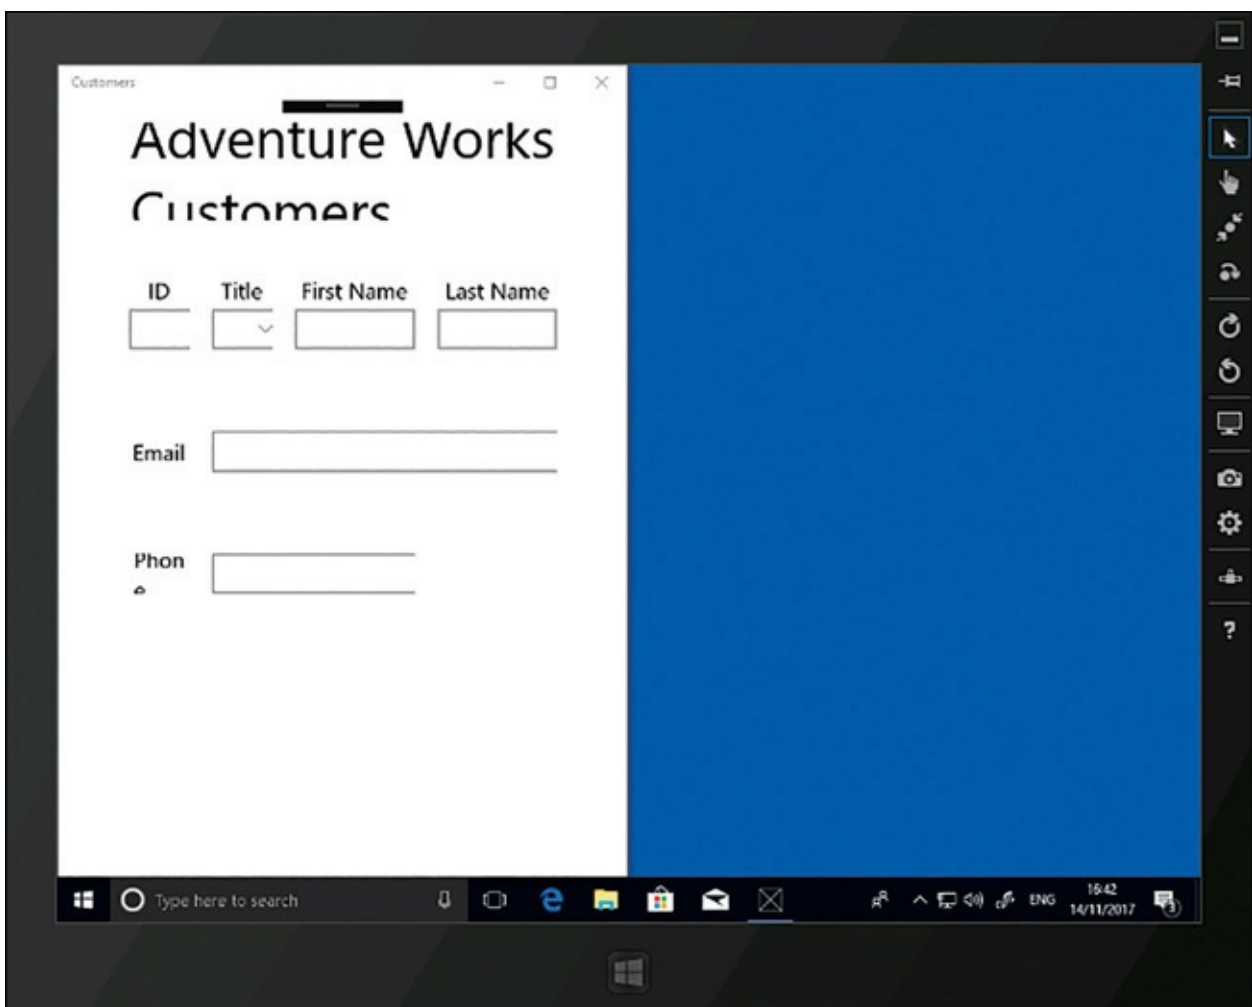 Customers
Adventure Works
Customers
ID Title First Name Last Name
Email
Phon
e
Type here to search
ENG
16:42
14/11/2017
3
?